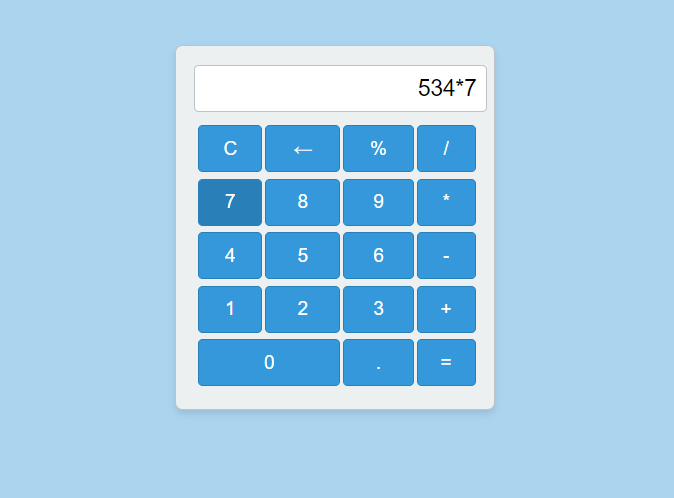 534*7
C ← % /
7 8 9 *
4 5 6 -
1 2 3 +
0 . =